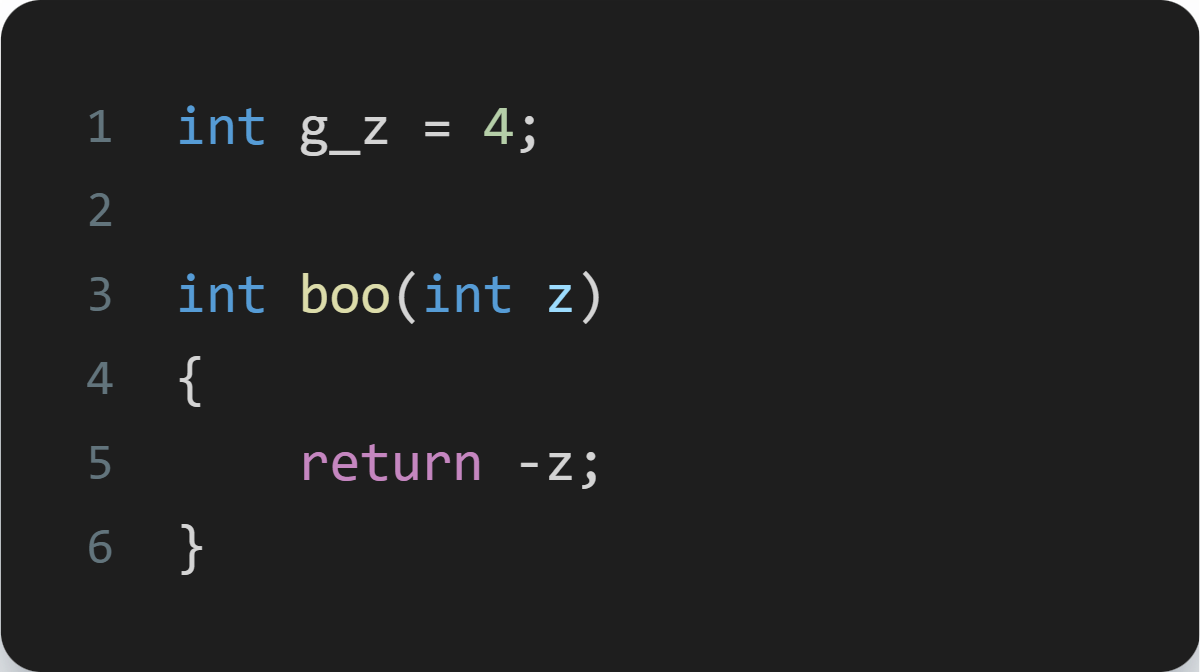 1 int g_z = 4;
2
3 int boo(int z)
4 {
5     return -z;
6 }